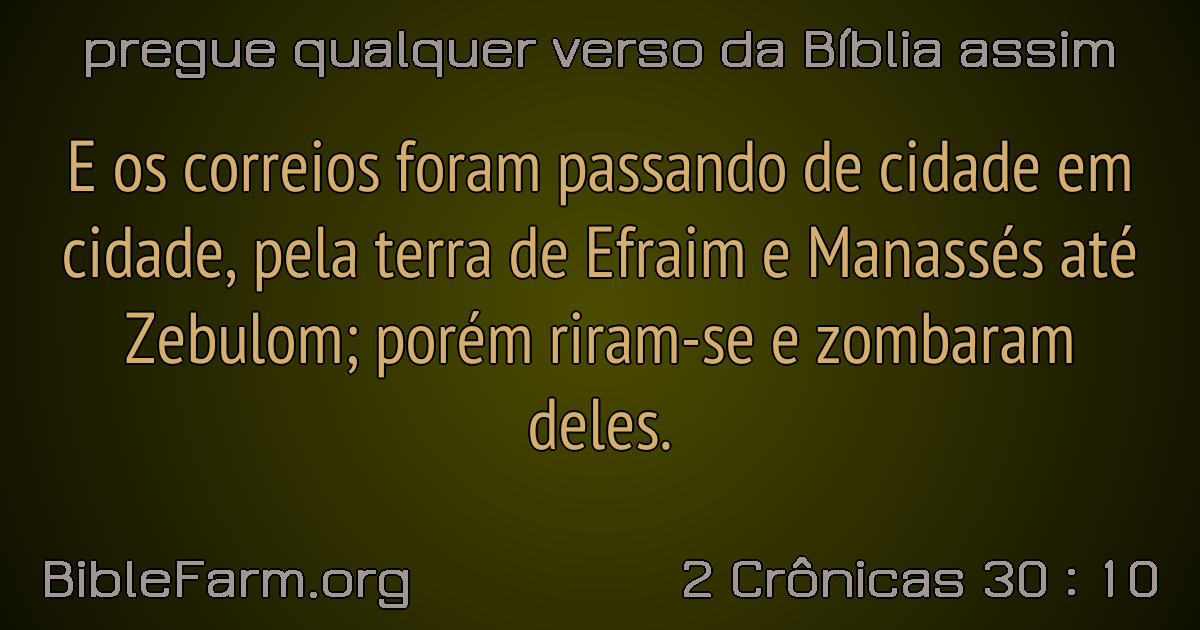 pregue qualquer verso da Bíblia assim
E os correios foram passando de cidade em
cidade, pela terra de Efraim e Manassés até
Zebulom; porém riram-se e zombaram
deles.
BibleFarm.org
2 Crônicas 30 : 10